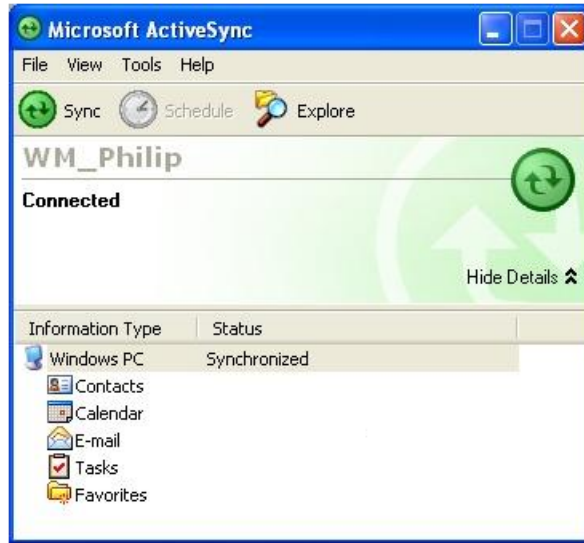 Microsoft ActiveSync
File View Tools Help
Sync Schedule Explore
WM_Philip
Connected
Hide Details
Information Type Status
Windows PC Synchronized
Contacts
Calendar
E-mail
Tasks
Favorites